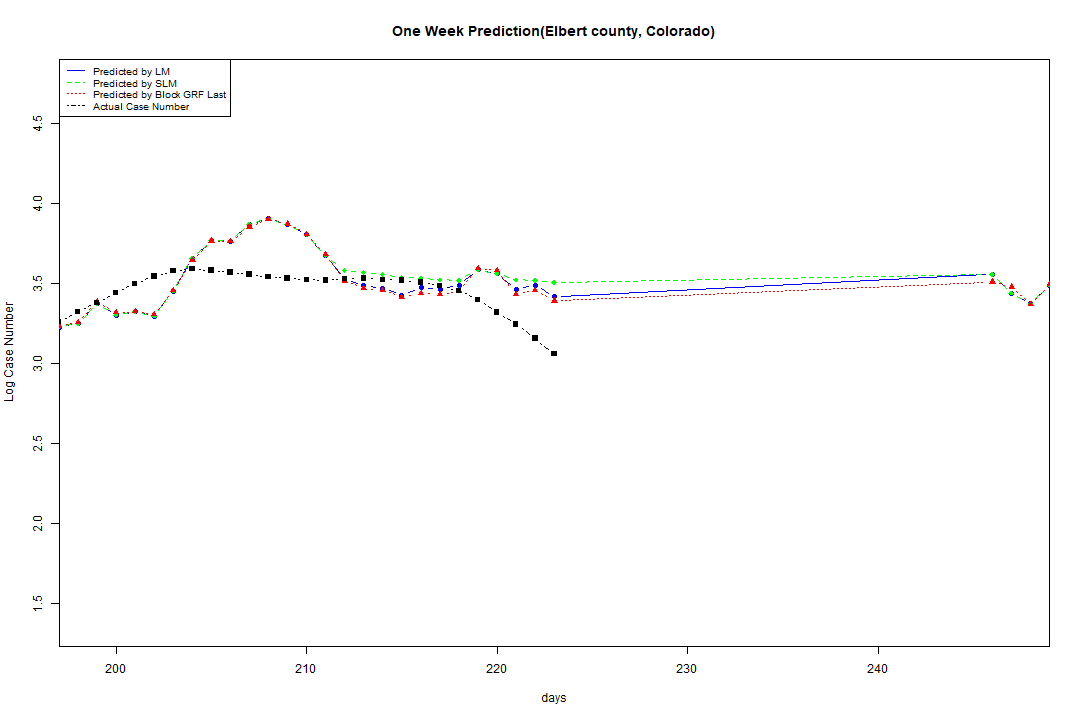 One Week Prediction(Elbert county, Colorado)
Predicted by LM
Predicted by SLM
Predicted by Block GRF Last
Actual Case Number
Log Case Number
4.5
4.0
3.5
3.0
2.5
2.0
1.5
200 210 220 230 240
days